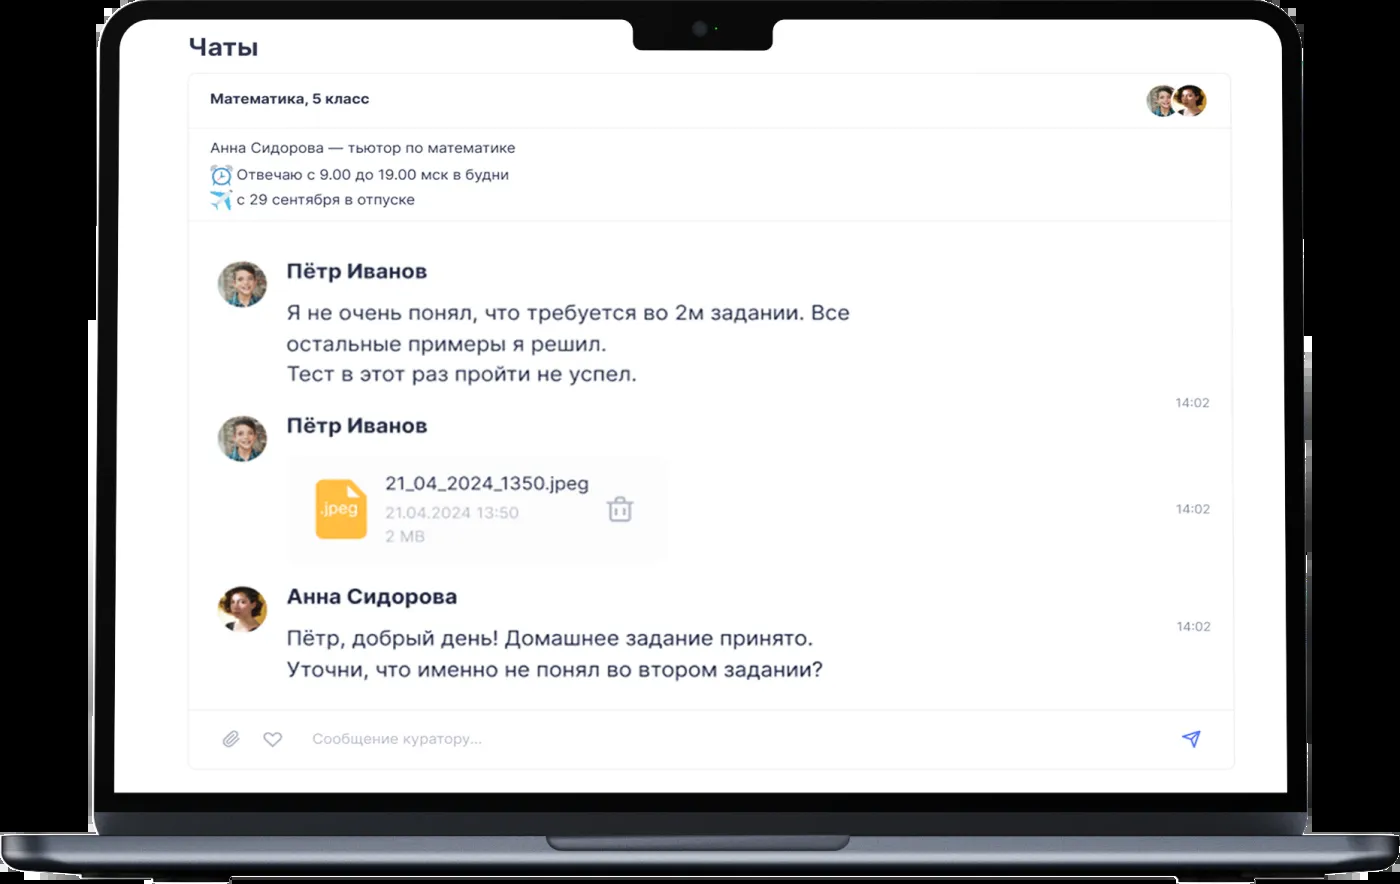 Чаты
Математика, 5 класс
Анна Сидорова — тьютор по математике
Отвечаю с 9.00 до 19.00 мск в будни
с 29 сентября в отпуске
Пётр Иванов
Я не очень понял, что требуется во 2м задании. Все
остальные примеры я решил.
Тест в этот раз пройти не успел.
14:02
Пётр Иванов
.jpeg
21_04_2024_1350.jpeg
21.04.2024 13:50
2 MB
14:02
Анна Сидорова
Пётр, добрый день! Домашнее задание принято.
Уточни, что именно не понял во втором задании?
14:02
Сообщение куратору...